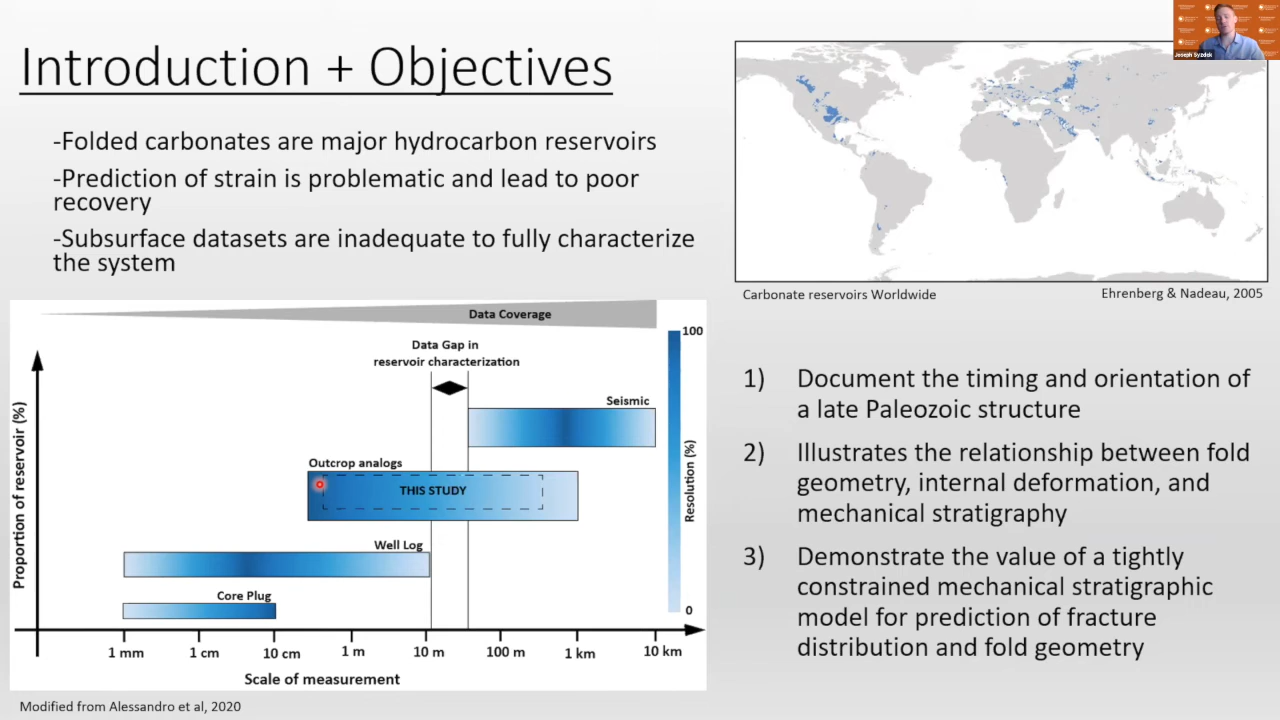 Introduction + Objectives
-Folded carbonates are major hydrocarbon reservoirs
-Prediction of strain is problematic and lead to poor
recovery
-Subsurface datasets are inadequate to fully characterize
the system
Joseph Syzdek
Carbonate reservoirs Worldwide
Ehrenberg & Nadeau, 2005
Data Coverage
Data Gap in
reservoir characterization
Seismic
Outcrop analogs
THIS STUDY
Well Log
Core Plug
Proportion of reservoir (%)
100
Resolution (%)
0
1 mm
1 cm
10 cm
1 m
10 m
100 m
1 km
10 km
Scale of measurement
Modified from Alessandro et al, 2020
1) Document the timing and orientation of
a late Paleozoic structure
2) Illustrates the relationship between fold
geometry, internal deformation, and
mechanical stratigraphy
3) Demonstrate the value of a tightly
constrained mechanical stratigraphic
model for prediction of fracture
distribution and fold geometry